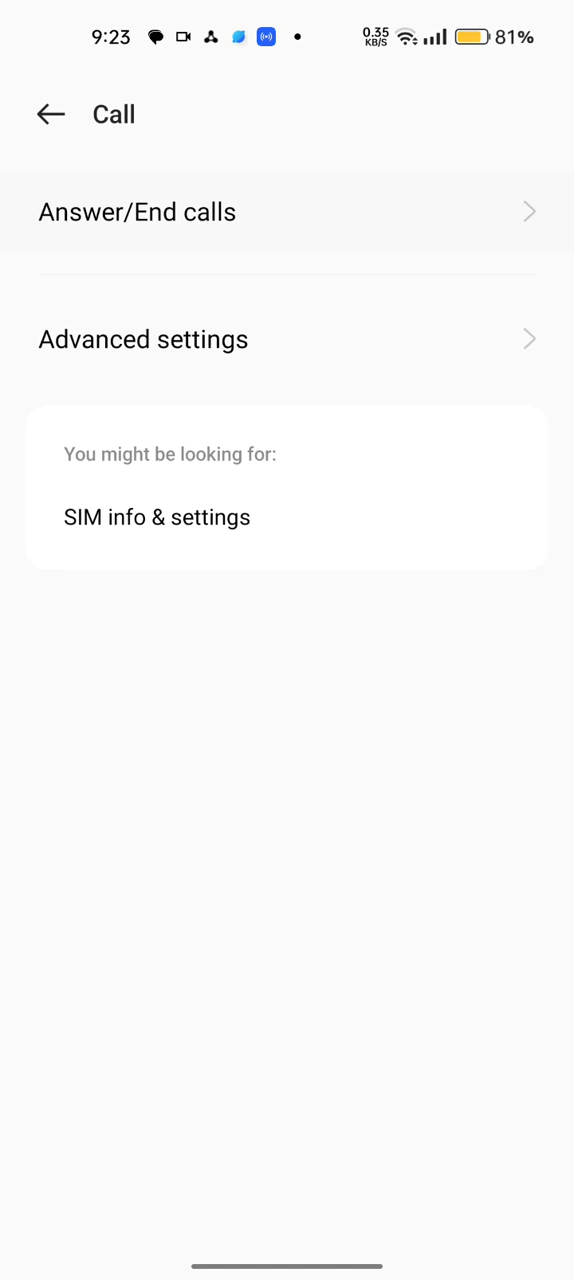 9:23
0.35
KB/S
81%
Call
Answer/End calls
Advanced settings
You might be looking for:
SIM info & settings